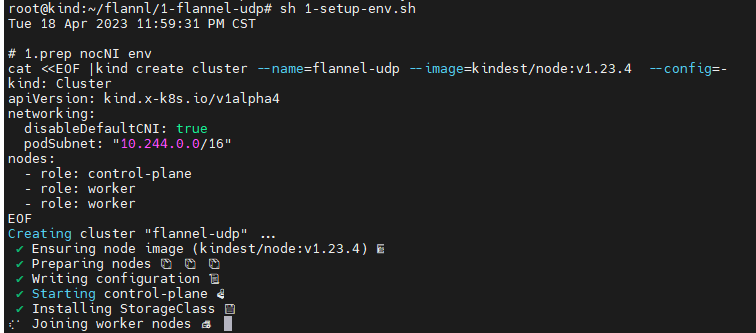 root@kind:~/flannl/1-flannel-udp# sh 1-setup-env.sh
Tue 18 Apr 2023 11:59:31 PM CST

# 1.prep nocNI env
cat <<EOF |kind create cluster --name=flannel-udp --image=kindest/node:v1.23.4  --config=-
kind: Cluster
apiVersion: kind.x-k8s.io/v1alpha4
networking:
  disableDefaultCNI: true
  podSubnet: "10.244.0.0/16"
nodes:
  - role: control-plane
  - role: worker
  - role: worker
EOF
Creating cluster "flannel-udp" ...
 ✓ Ensuring node image (kindest/node:v1.23.4) 🖼
 ✓ Preparing nodes 📦 📦 📦
 ✓ Writing configuration 📜
 ✓ Starting control-plane 🕹️
 ✓ Installing StorageClass 💾
 Joining worker nodes 🚜